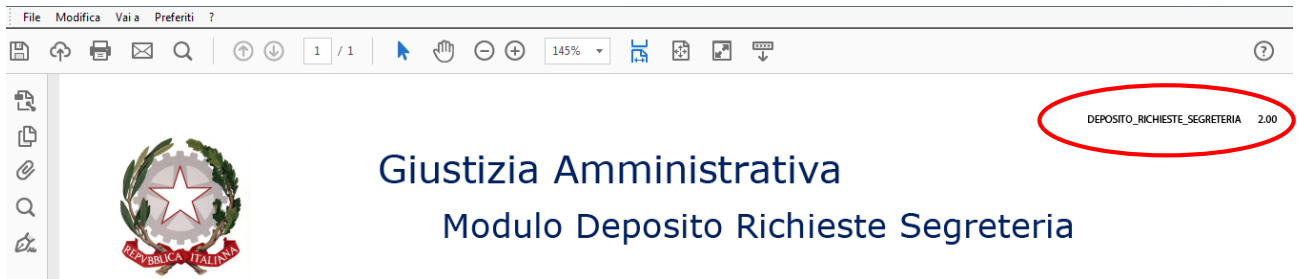 File Modifica Vai a Preferiti ?
1 / 1 145%
DEPOSITO_RICHIESTE_SEGRETERIA 2.00
Giustizia Amministrativa
Modulo Deposito Richieste Segreteria
REPVBBLICA ITALIANA